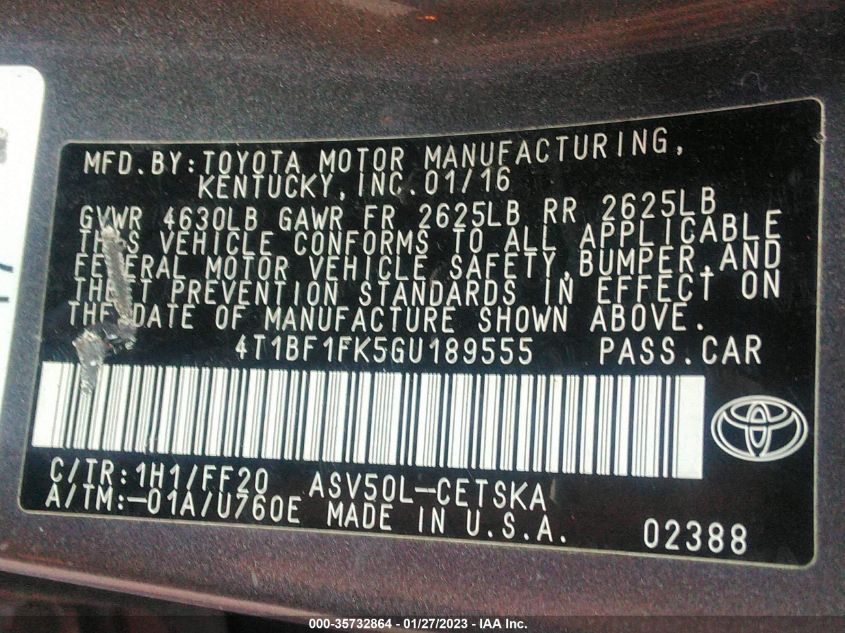 MFD.BY:TOYOTA MOTOR MANUFACTURING,
KENTUCKY,INC.01/16
GVWR 4630LB GAWR FR 2625LB RR 2625LB
THIS VEHICLE CONFORMS TO ALL APPLICABLE
FEDERAL MOTOR VEHICLE SAFETY,BUMPER,AND
THEFT PREVENTION STANDARDS IN EFFECT ON
THE DATE OF MANUFACTURE SHOWN ABOVE.
4T1BF1FK5GU189555 PASS.CAR
C/TR:1H1/FF20 ASV50L-CETSKA
A/TM:-01A/U760E MADE IN U.S.A.
02388
000-35732864 - 01/27/2023 - IAA Inc.